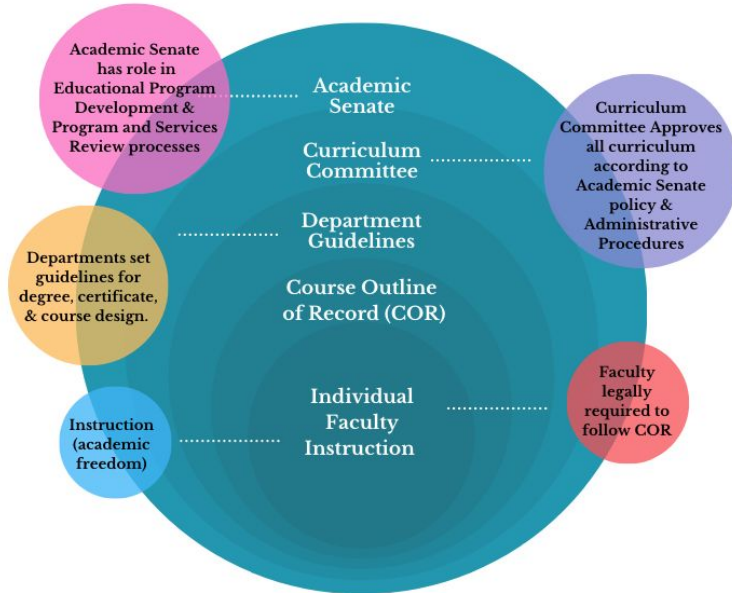 Academic Senate
has role in
Educational Program
Development &
Program and Services
Review processes
Academic
Senate
Curriculum
Committee
Curriculum
Committee Approves
all curriculum
according to
Academic Senate
policy &
Administrative
Procedures
Department
Guidelines
Departments set
guidelines for
degree, certificate,
& course design.
Course Outline
of Record (COR)
Individual
Faculty
Instruction
Faculty
legally
required to
follow COR
Instruction
(academic
freedom)